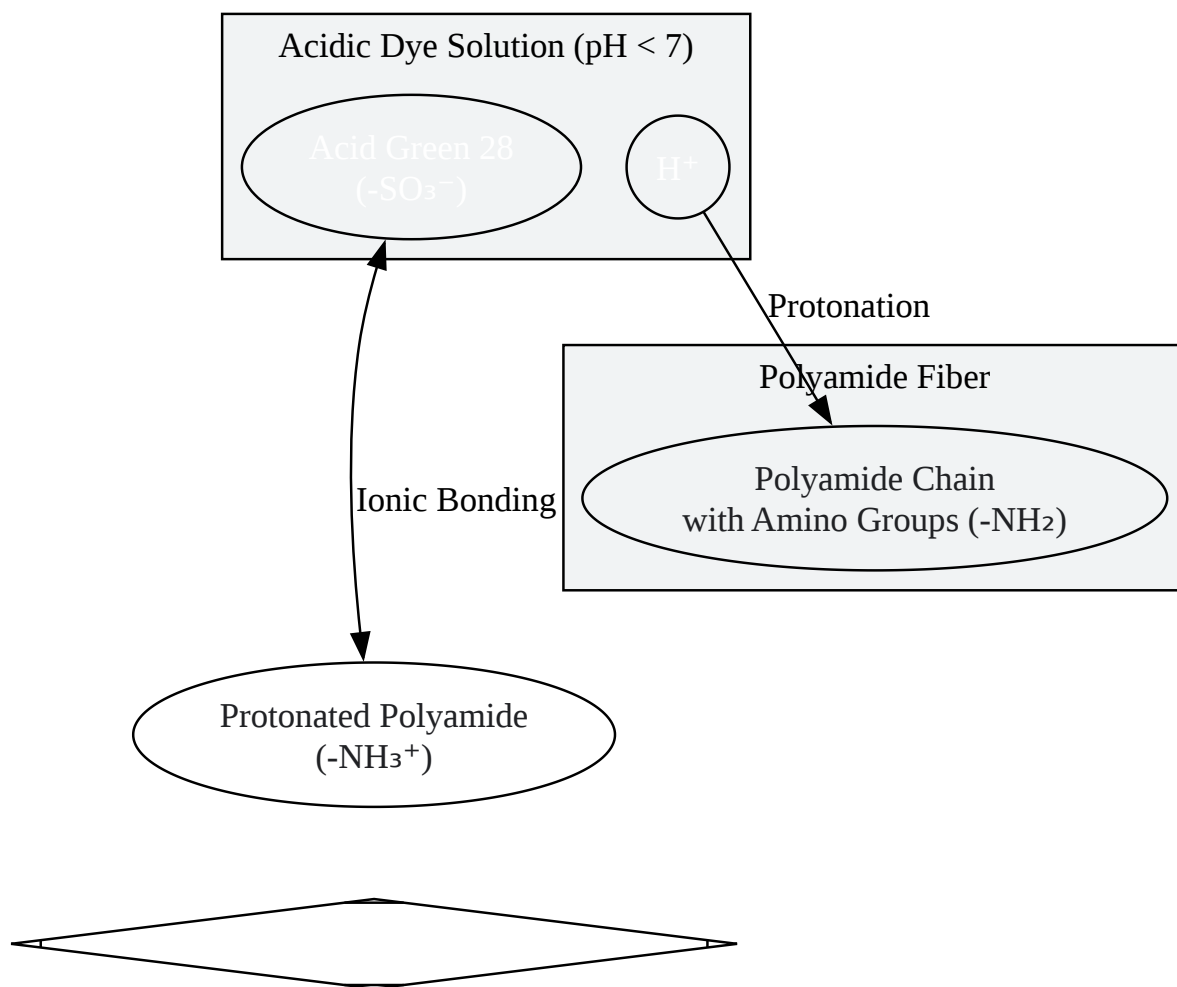 Acidic Dye Solution (pH < 7)
Acid Green 28
(-SO₃⁻)
H⁺
Protonation
Polyamide Fiber
Polyamide Chain
with Amino Groups (-NH₂)
Ionic Bonding
Protonated Polyamide
(-NH₃⁺)